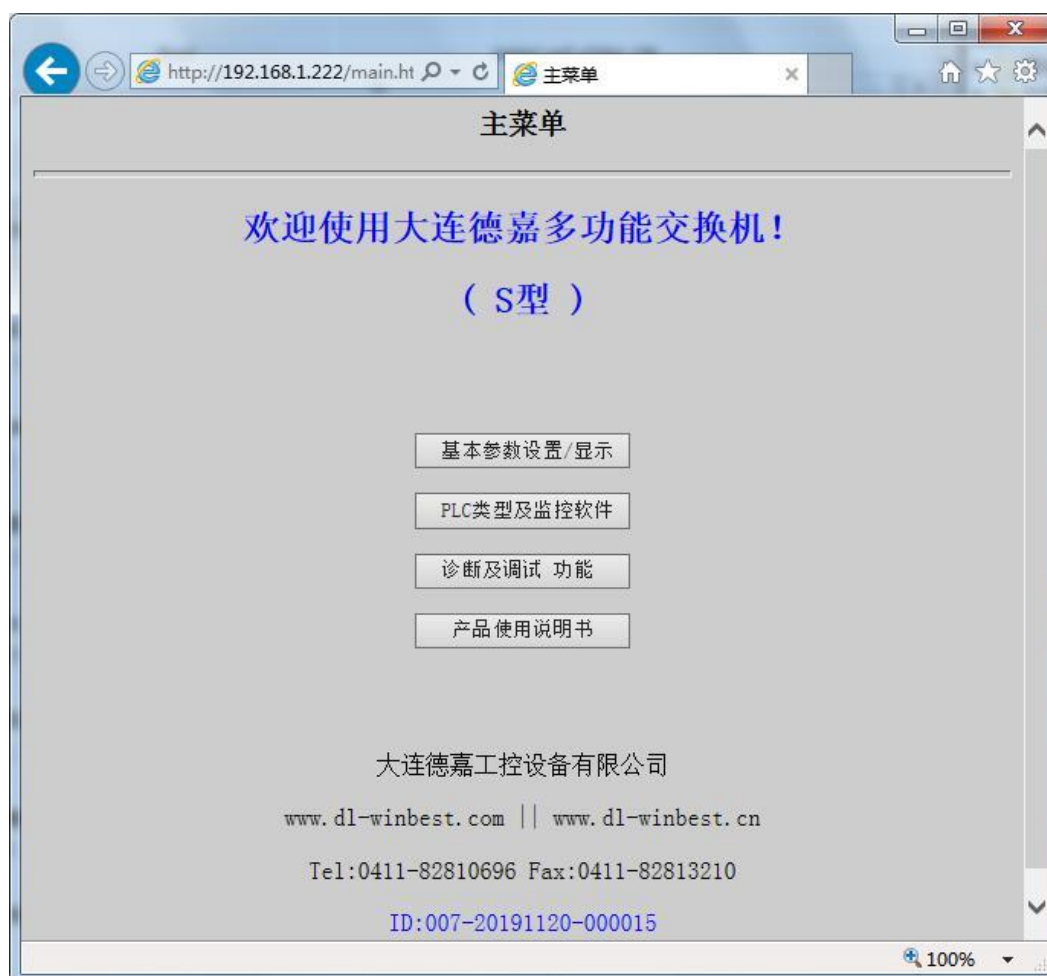 http://192.168.1.222/main.ht
主菜单
主菜单
欢迎使用大连德嘉多功能交换机!
( S型 )
基本参数设置/显示
PLC类型及监控软件
诊断及调试 功能
产品使用说明书
大连德嘉工控设备有限公司
www.dl-winbest.com || www.dl-winbest.cn
Tel:0411-82810696 Fax:0411-82813210
ID:007-20191120-000015
100%